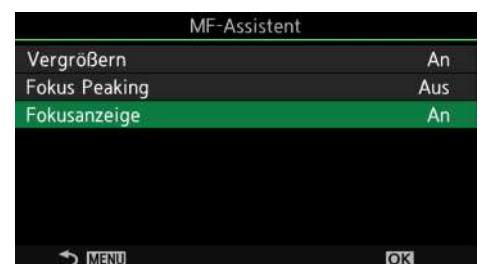 MF-Assistent
Vergrößern An
Fokus Peaking Aus
Fokusanzeige An
MENU OK